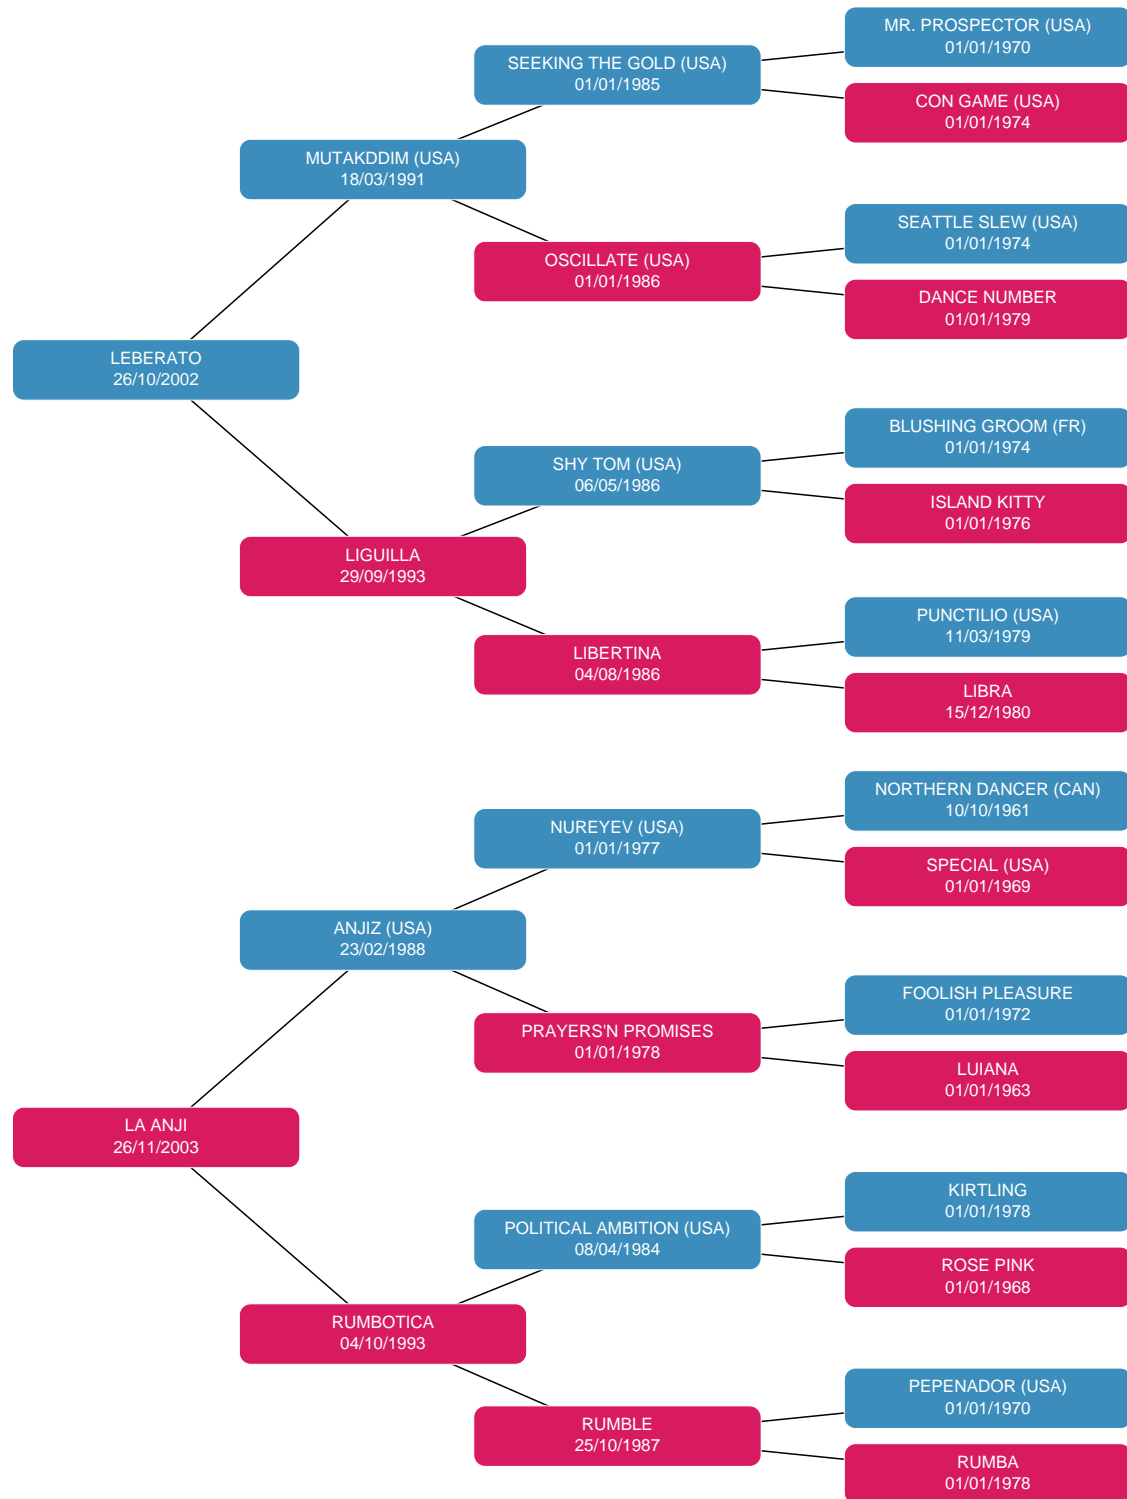 MR. PROSPECTOR (USA)
01/01/1970
SEEKING THE GOLD (USA)
01/01/1985
CON GAME (USA)
01/01/1974
MUTAKDDIM (USA)
18/03/1991
SEATTLE SLEW (USA)
01/01/1974
OSCILLATE (USA)
01/01/1986
DANCE NUMBER
01/01/1979
LEBERATO
26/10/2002
BLUSHING GROOM (FR)
01/01/1974
SHY TOM (USA)
06/05/1986
ISLAND KITTY
01/01/1976
LIGUILLA
29/09/1993
PUNCTILIO (USA)
11/03/1979
LIBERTINA
04/08/1986
LIBRA
15/12/1980
NORTHERN DANCER (CAN)
10/10/1961
NUREYEV (USA)
01/01/1977
SPECIAL (USA)
01/01/1969
ANJIZ (USA)
23/02/1988
FOOLISH PLEASURE
01/01/1972
PRAYERS'N PROMISES
01/01/1978
LUIANA
01/01/1963
LA ANJI
26/11/2003
KIRTLING
01/01/1978
POLITICAL AMBITION (USA)
08/04/1984
ROSE PINK
01/01/1968
RUMBOTICA
04/10/1993
PEPENADOR (USA)
01/01/1970
RUMBLE
25/10/1987
RUMBA
01/01/1978